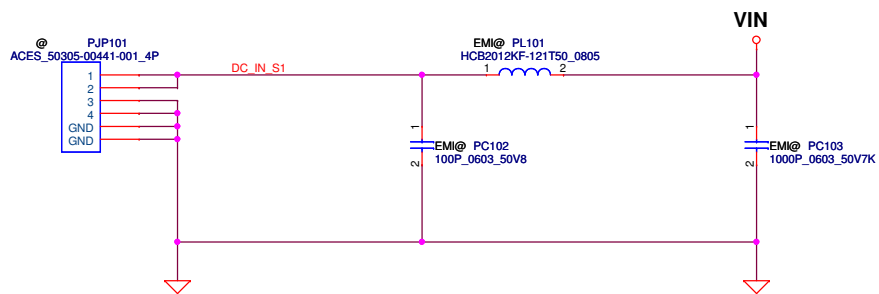 VIN
@ PJP101
ACES_50305-00441-001_4P
EMI@ PL101
HCB2012KF-121T50_0805
1
2
3
4
GND
GND
DC_IN_S1
1 2
1
2
EMI@ PC102
100P_0603_50V8
1
2
EMI@ PC103
1000P_0603_50V7K